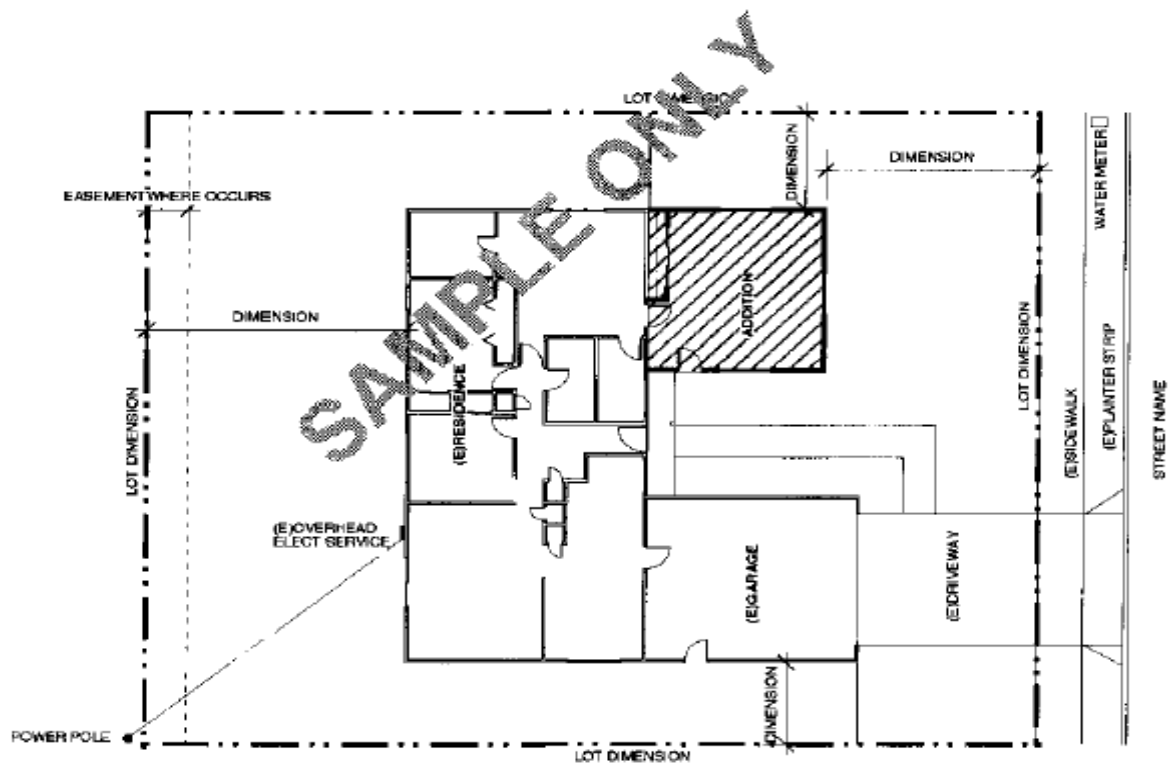 SAMPLE ONLY
LOT DIMENSIO
DIMENSION
DIMENSION
WATER METER
EASEMENT WHERE OCCURS
DIMENSION
ADDITION
LOT DIMENSION
(E)RESIDENCE
LOT DIMENSION
(E)SIDEWALK
(E)PLANTER STRIP
STREET NAME
(E)OVERHEAD
ELECT SERVICE
(E)GARAGE
(E)DRIVEWAY
DIMENSION
POWER POLE
LOT DIMENSION